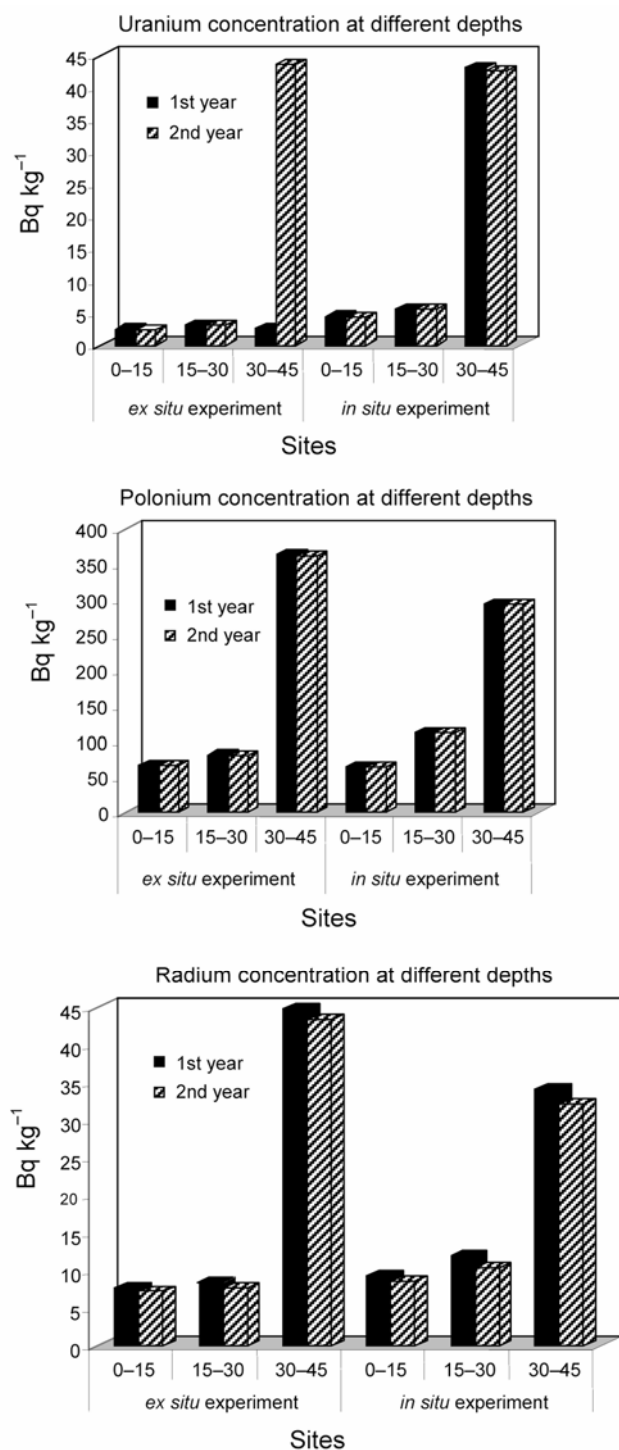 Uranium concentration at different depths
45
40
35
30
25
20
15
10
5
0
Bq kg⁻¹
1st year
2nd year
0–15 15–30 30–45 0–15 15–30 30–45
ex situ experiment in situ experiment
Sites
Polonium concentration at different depths
400
350
300
250
200
150
100
50
0
Bq kg⁻¹
1st year
2nd year
0–15 15–30 30–45 0–15 15–30 30–45
ex situ experiment in situ experiment
Sites
Radium concentration at different depths
45
40
35
30
25
20
15
10
5
0
Bq kg⁻¹
1st year
2nd year
0–15 15–30 30–45 0–15 15–30 30–45
ex situ experiment in situ experiment
Sites